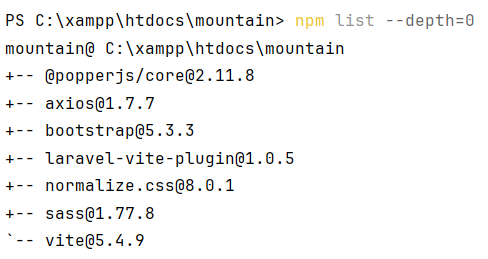 PS C:\xampp\htdocs\mountain> npm list --depth=0
mountain@ C:\xampp\htdocs\mountain
+-- @popperjs/core@2.11.8
+-- axios@1.7.7
+-- bootstrap@5.3.3
+-- laravel-vite-plugin@1.0.5
+-- normalize.css@8.0.1
+-- sass@1.77.8
`-- vite@5.4.9